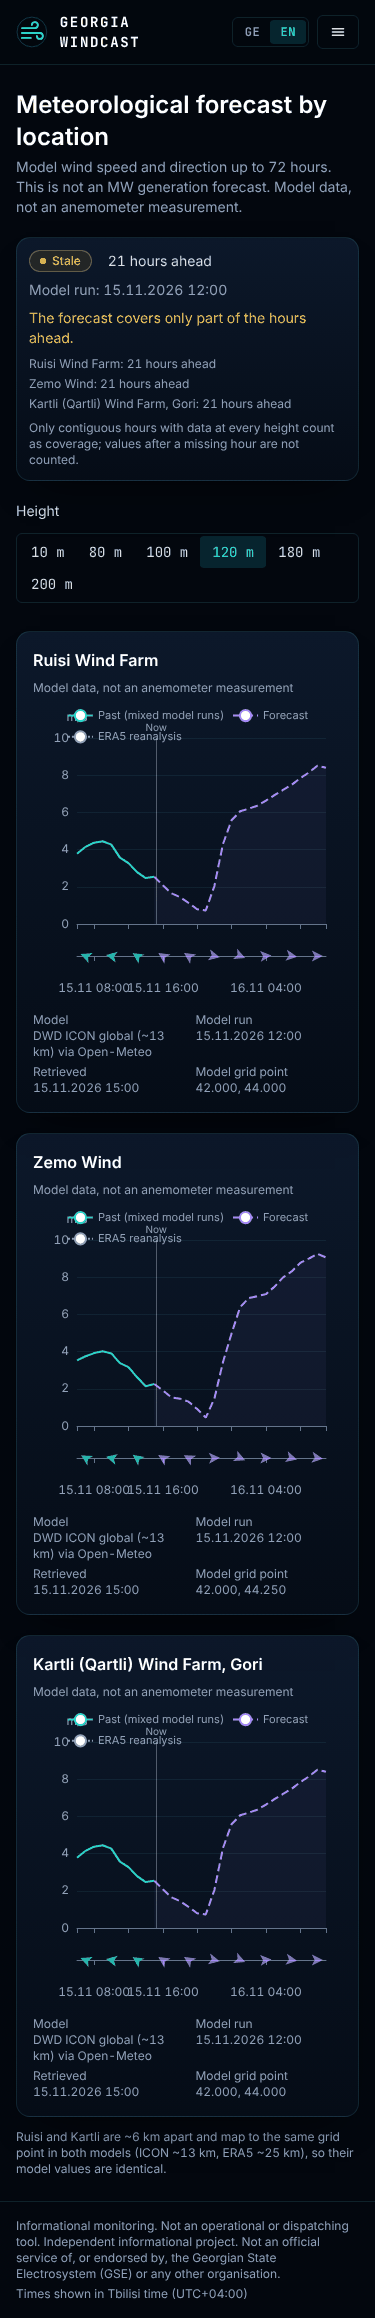 GEORGIA
WINDCAST
GE EN
Meteorological forecast by
location
Model wind speed and direction up to 72 hours.
This is not an MW generation forecast. Model data,
not an anemometer measurement.
Stale 21 hours ahead
Model run: 15.11.2026 12:00
The forecast covers only part of the hours
ahead.
Ruisi Wind Farm: 21 hours ahead
Zemo Wind: 21 hours ahead
Kartli (Qartli) Wind Farm, Gori: 21 hours ahead
Only contiguous hours with data at every height count
as coverage; values after a missing hour are not
counted.
Height
10 m 80 m 100 m 120 m 180 m
200 m
Ruisi Wind Farm
Model data, not an anemometer measurement
Past (mixed model runs) Forecast
Now
ERA5 reanalysis
10
8
6
4
2
0
15.11 08:00 15.11 16:00 16.11 04:00
Model Model run
DWD ICON global (~13 15.11.2026 12:00
km) via Open-Meteo
Retrieved Model grid point
15.11.2026 15:00 42.000, 44.000
Zemo Wind
Model data, not an anemometer measurement
Past (mixed model runs) Forecast
Now
ERA5 reanalysis
10
8
6
4
2
0
15.11 08:00 15.11 16:00 16.11 04:00
Model Model run
DWD ICON global (~13 15.11.2026 12:00
km) via Open-Meteo
Retrieved Model grid point
15.11.2026 15:00 42.000, 44.250
Kartli (Qartli) Wind Farm, Gori
Model data, not an anemometer measurement
Past (mixed model runs) Forecast
Now
ERA5 reanalysis
10
8
6
4
2
0
15.11 08:00 15.11 16:00 16.11 04:00
Model Model run
DWD ICON global (~13 15.11.2026 12:00
km) via Open-Meteo
Retrieved Model grid point
15.11.2026 15:00 42.000, 44.000
Ruisi and Kartli are ~6 km apart and map to the same grid
point in both models (ICON ~13 km, ERA5 ~25 km), so their
model values are identical.
Informational monitoring. Not an operational or dispatching
tool. Independent informational project. Not an official
service of, or endorsed by, the Georgian State
Electrosystem (GSE) or any other organisation.
Times shown in Tbilisi time (UTC+04:00)